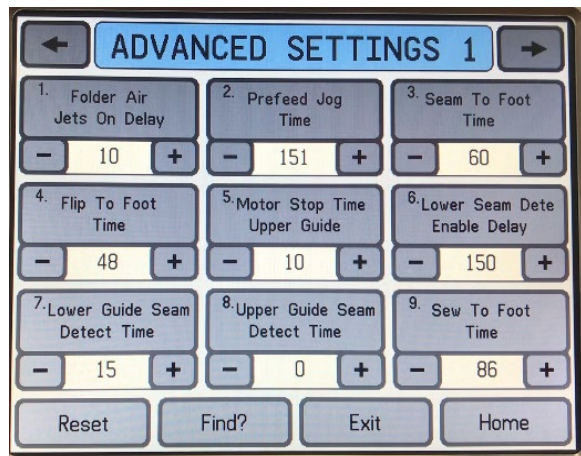 ADVANCED SETTINGS 1
1. Folder Air
Jets On Delay
- 10 +
2. Prefeed Jog
Time
- 151 +
3. Seam To Foot
Time
- 60 +
4. Flip To Foot
Time
- 48 +
5. Motor Stop Time
Upper Guide
- 10 +
6. Lower Seam Dete
Enable Delay
- 150 +
7. Lower Guide Seam
Detect Time
- 15 +
8. Upper Guide Seam
Detect Time
- 0 +
9. Sew To Foot
Time
- 86 +
Reset Find? Exit Home